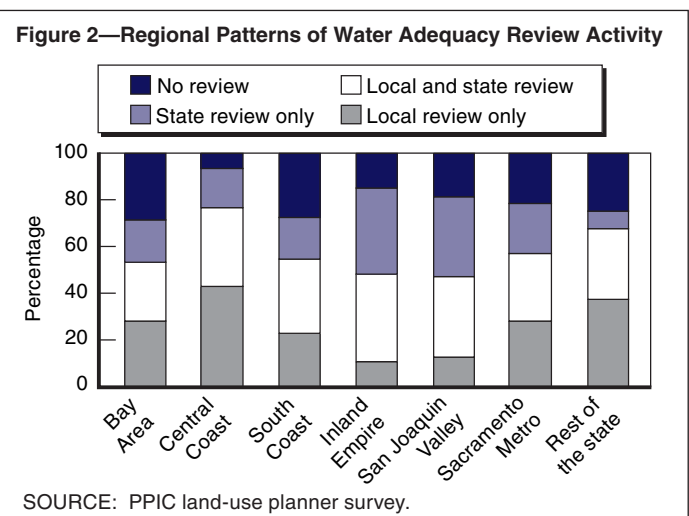 Figure 2—Regional Patterns of Water Adequacy Review Activity
No review
Local and state review
State review only
Local review only
100
80
60
40
20
0
Percentage
Bay
Area
Central
Coast
South
Coast
Inland
Empire
San Joaquin
Valley
Sacramento
Metro
Rest of
the state
SOURCE: PPIC land-use planner survey.